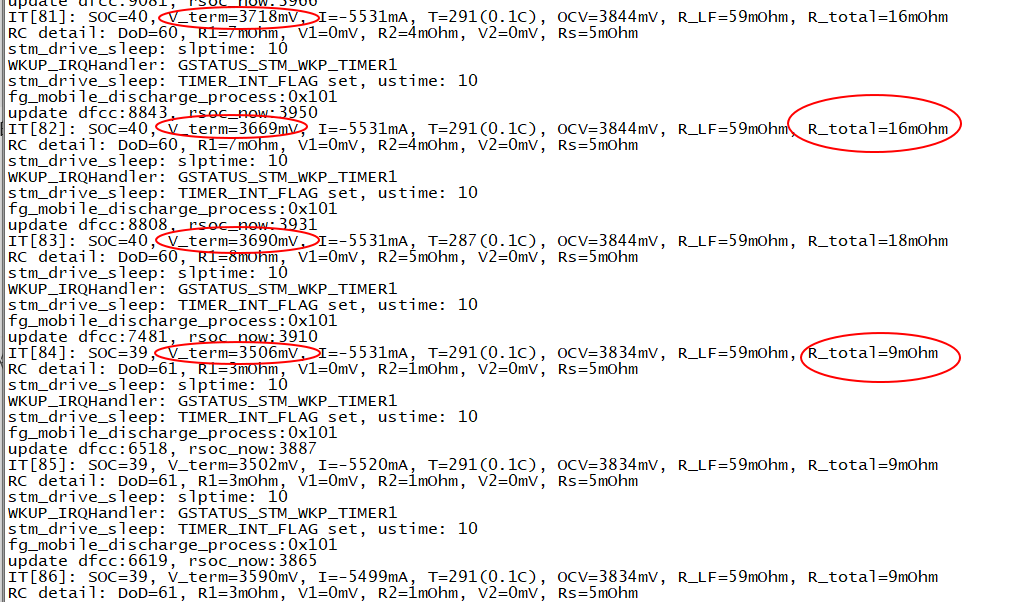 update dfcc:9081, rsoc_now:3966
IT[81]: SOC=40, V_term=3718mV, I=-5531mA, T=291(0.1C), OCV=3844mV, R_LF=59mOhm, R_total=16mOhm
RC detail: DoD=60, R1=7mOhm, V1=0mV, R2=4mOhm, V2=0mV, Rs=5mOhm
stm_drive_sleep: slptime: 10
WKUP_IRQHandler: GSTATUS_STM_WKP_TIMER1
stm_drive_sleep: TIMER_INT_FLAG set, ustime: 10
fg_mobile_discharge_process:0x101
update dfcc:8843, rsoc_now:3950
IT[82]: SOC=40, V_term=3669mV, I=-5531mA, T=291(0.1C), OCV=3844mV, R_LF=59mOhm, R_total=16mOhm
RC detail: DoD=60, R1=7mOhm, V1=0mV, R2=4mOhm, V2=0mV, Rs=5mOhm
stm_drive_sleep: slptime: 10
WKUP_IRQHandler: GSTATUS_STM_WKP_TIMER1
stm_drive_sleep: TIMER_INT_FLAG set, ustime: 10
fg_mobile_discharge_process:0x101
update dfcc:8808, rsoc_now:3931
IT[83]: SOC=40, V_term=3690mV, I=-5531mA, T=287(0.1C), OCV=3844mV, R_LF=59mOhm, R_total=18mOhm
RC detail: DoD=60, R1=8mOhm, V1=0mV, R2=5mOhm, V2=0mV, Rs=5mOhm
stm_drive_sleep: slptime: 10
WKUP_IRQHandler: GSTATUS_STM_WKP_TIMER1
stm_drive_sleep: TIMER_INT_FLAG set, ustime: 10
fg_mobile_discharge_process:0x101
update dfcc:7481, rsoc_now:3910
IT[84]: SOC=39, V_term=3506mV, I=-5531mA, T=291(0.1C), OCV=3834mV, R_LF=59mOhm, R_total=9mOhm
RC detail: DoD=61, R1=3mOhm, V1=0mV, R2=1mOhm, V2=0mV, Rs=5mOhm
stm_drive_sleep: slptime: 10
WKUP_IRQHandler: GSTATUS_STM_WKP_TIMER1
stm_drive_sleep: TIMER_INT_FLAG set, ustime: 10
fg_mobile_discharge_process:0x101
update dfcc:6518, rsoc_now:3887
IT[85]: SOC=39, V_term=3502mV, I=-5520mA, T=291(0.1C), OCV=3834mV, R_LF=59mOhm, R_total=9mOhm
RC detail: DoD=61, R1=3mOhm, V1=0mV, R2=1mOhm, V2=0mV, Rs=5mOhm
stm_drive_sleep: slptime: 10
WKUP_IRQHandler: GSTATUS_STM_WKP_TIMER1
stm_drive_sleep: TIMER_INT_FLAG set, ustime: 10
fg_mobile_discharge_process:0x101
update dfcc:6619, rsoc_now:3865
IT[86]: SOC=39, V_term=3590mV, I=-5499mA, T=291(0.1C), OCV=3834mV, R_LF=59mOhm, R_total=9mOhm
RC detail: DoD=61, R1=3mOhm, V1=0mV, R2=1mOhm, V2=0mV, Rs=5mOhm